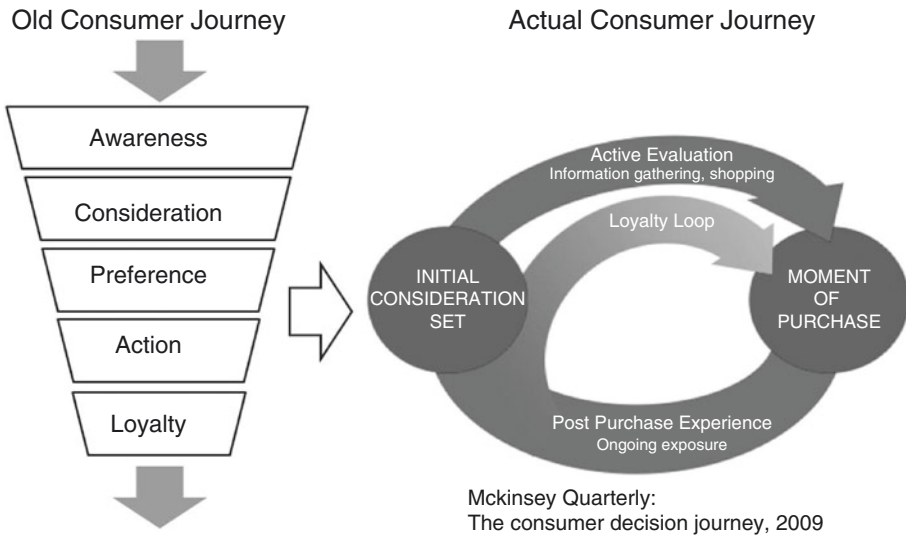 Old Consumer Journey
Awareness
Consideration
Preference
Action
Loyalty
Actual Consumer Journey
Active Evaluation
Information gathering, shopping
Loyalty Loop
INITIAL
CONSIDERATION
SET
MOMENT
OF
PURCHASE
Post Purchase Experience
Ongoing exposure
Mckinsey Quarterly:
The consumer decision journey, 2009